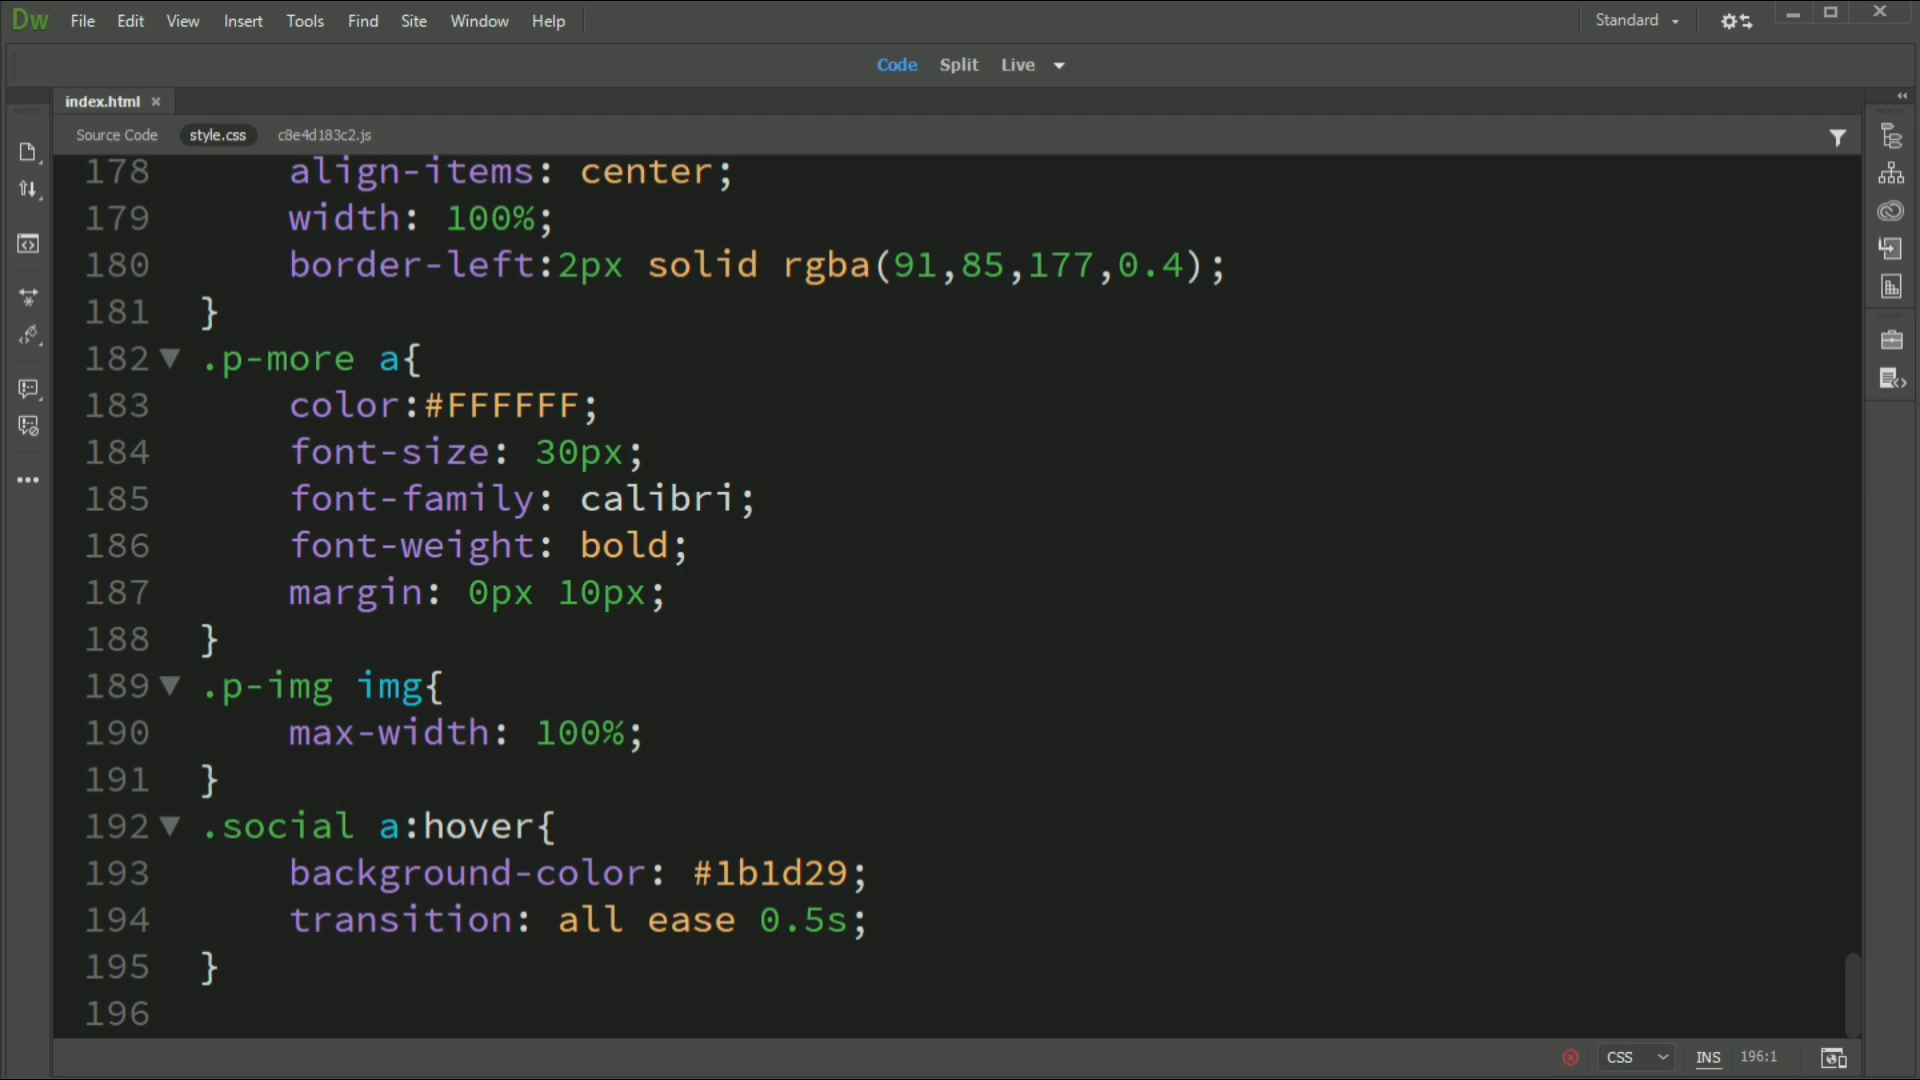 Dw File Edit View Insert Tools Find Site Window Help Standard
Code Split Live
index.html ×
Source Code style.css c8e4d183c2.js
178 align-items: center;
179 width: 100%;
180 border-left:2px solid rgba(91,85,177,0.4);
181 }
182 .p-more a{
183 color:#FFFFFF;
184 font-size: 30px;
185 font-family: calibri;
186 font-weight: bold;
187 margin: 0px 10px;
188 }
189 .p-img img{
190 max-width: 100%;
191 }
192 .social a:hover{
193 background-color: #1b1d29;
194 transition: all ease 0.5s;
195 }
196
CSS INS 196:1